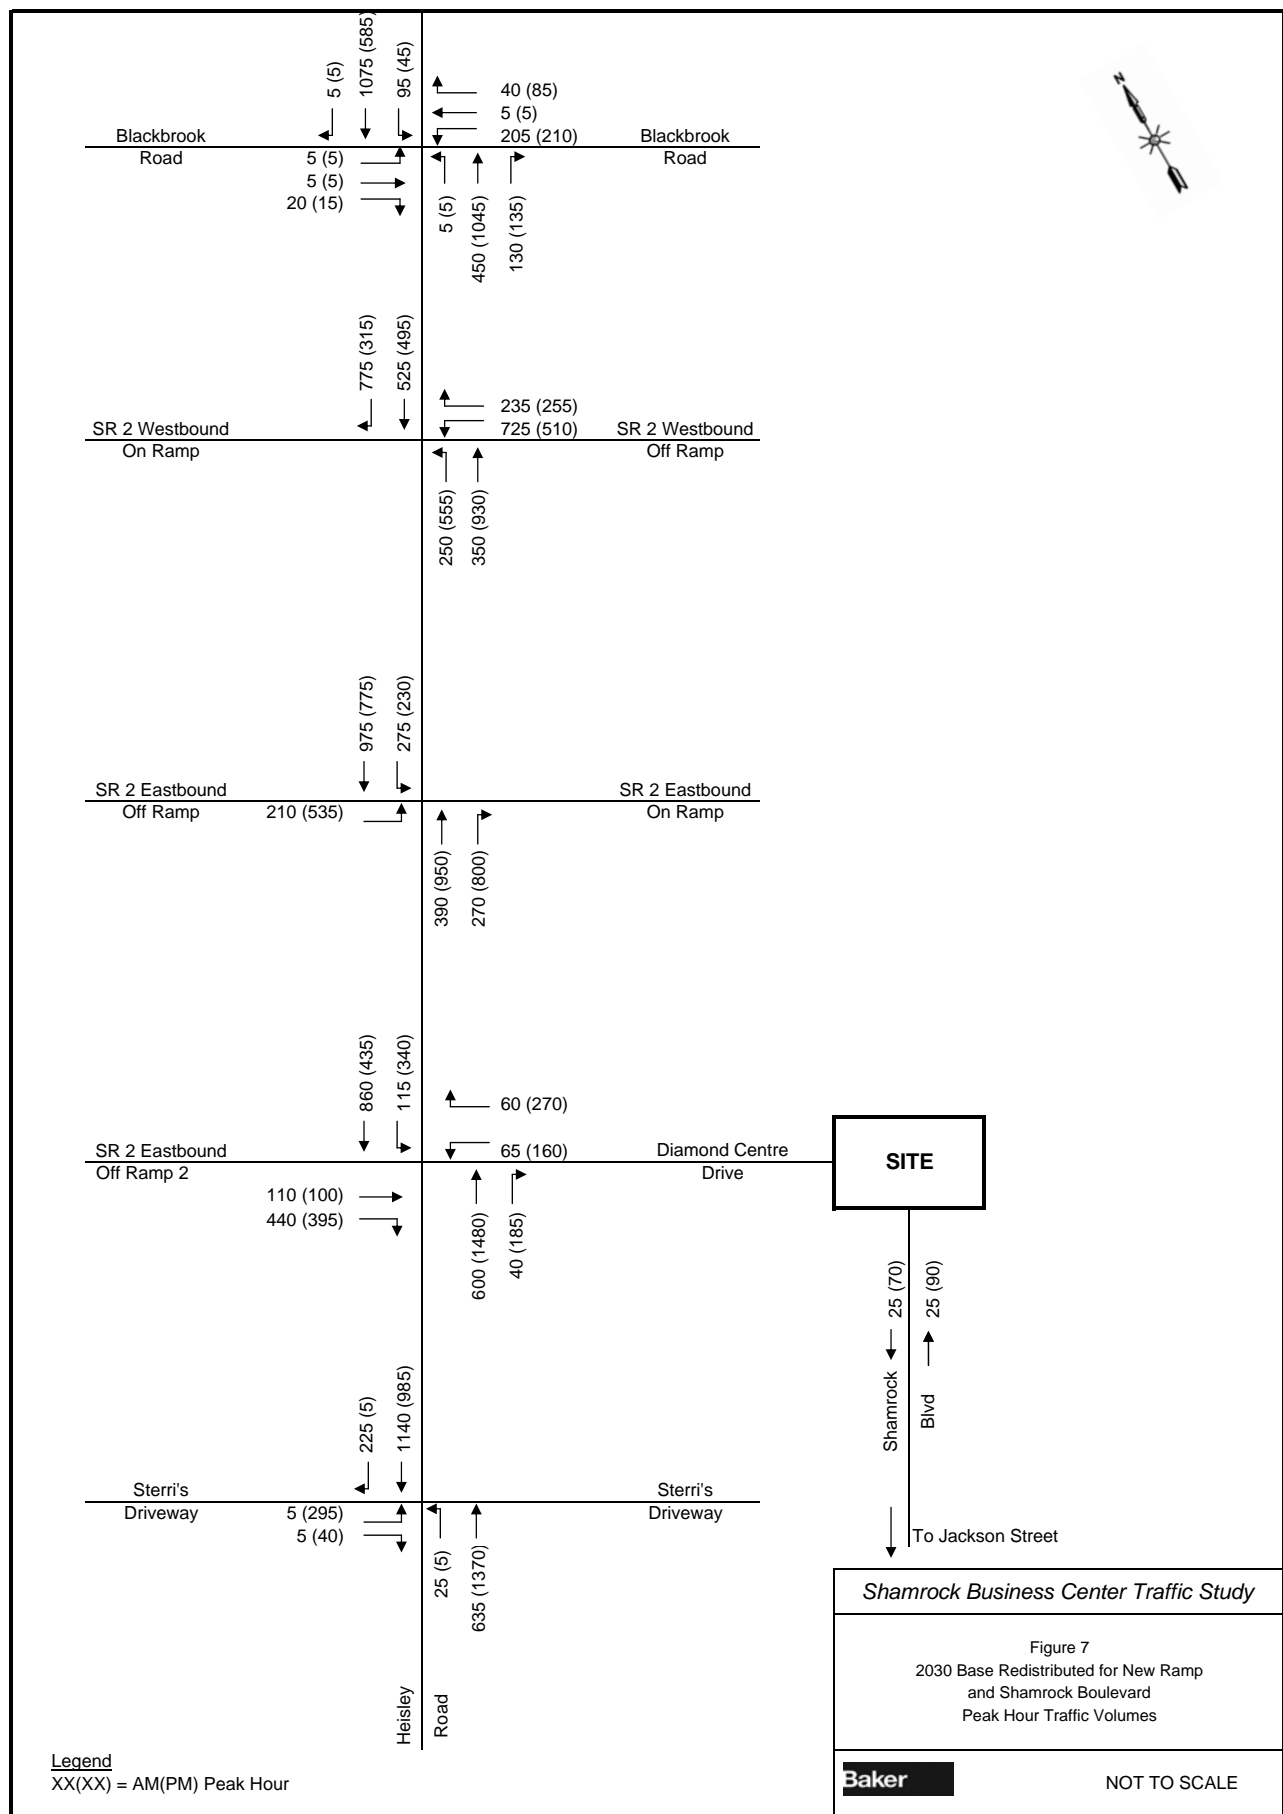 5 (5)
1075 (585)
95 (45)
N
40 (85)
5 (5)
205 (210)
Blackbrook
Road
Blackbrook
Road
5 (5)
5 (5)
20 (15)
5 (5)
450 (1045)
130 (135)
775 (315)
525 (495)
235 (255)
725 (510)
SR 2 Westbound
On Ramp
SR 2 Westbound
Off Ramp
250 (555)
350 (930)
975 (775)
275 (230)
SR 2 Eastbound
Off Ramp
210 (535)
SR 2 Eastbound
On Ramp
390 (950)
270 (800)
860 (435)
115 (340)
60 (270)
65 (160)
SR 2 Eastbound
Off Ramp 2
Diamond Centre
Drive
SITE
110 (100)
440 (395)
600 (1480)
40 (185)
25 (70)
25 (90)
Shamrock
Blvd
225 (5)
1140 (985)
Sterri's
Driveway
Sterri's
Driveway
5 (295)
5 (40)
25 (5)
635 (1370)
To Jackson Street
Heisley
Road
Shamrock Business Center Traffic Study
Figure 7
2030 Base Redistributed for New Ramp
and Shamrock Boulevard
Peak Hour Traffic Volumes
Legend
XX(XX) = AM(PM) Peak Hour
Baker
NOT TO SCALE